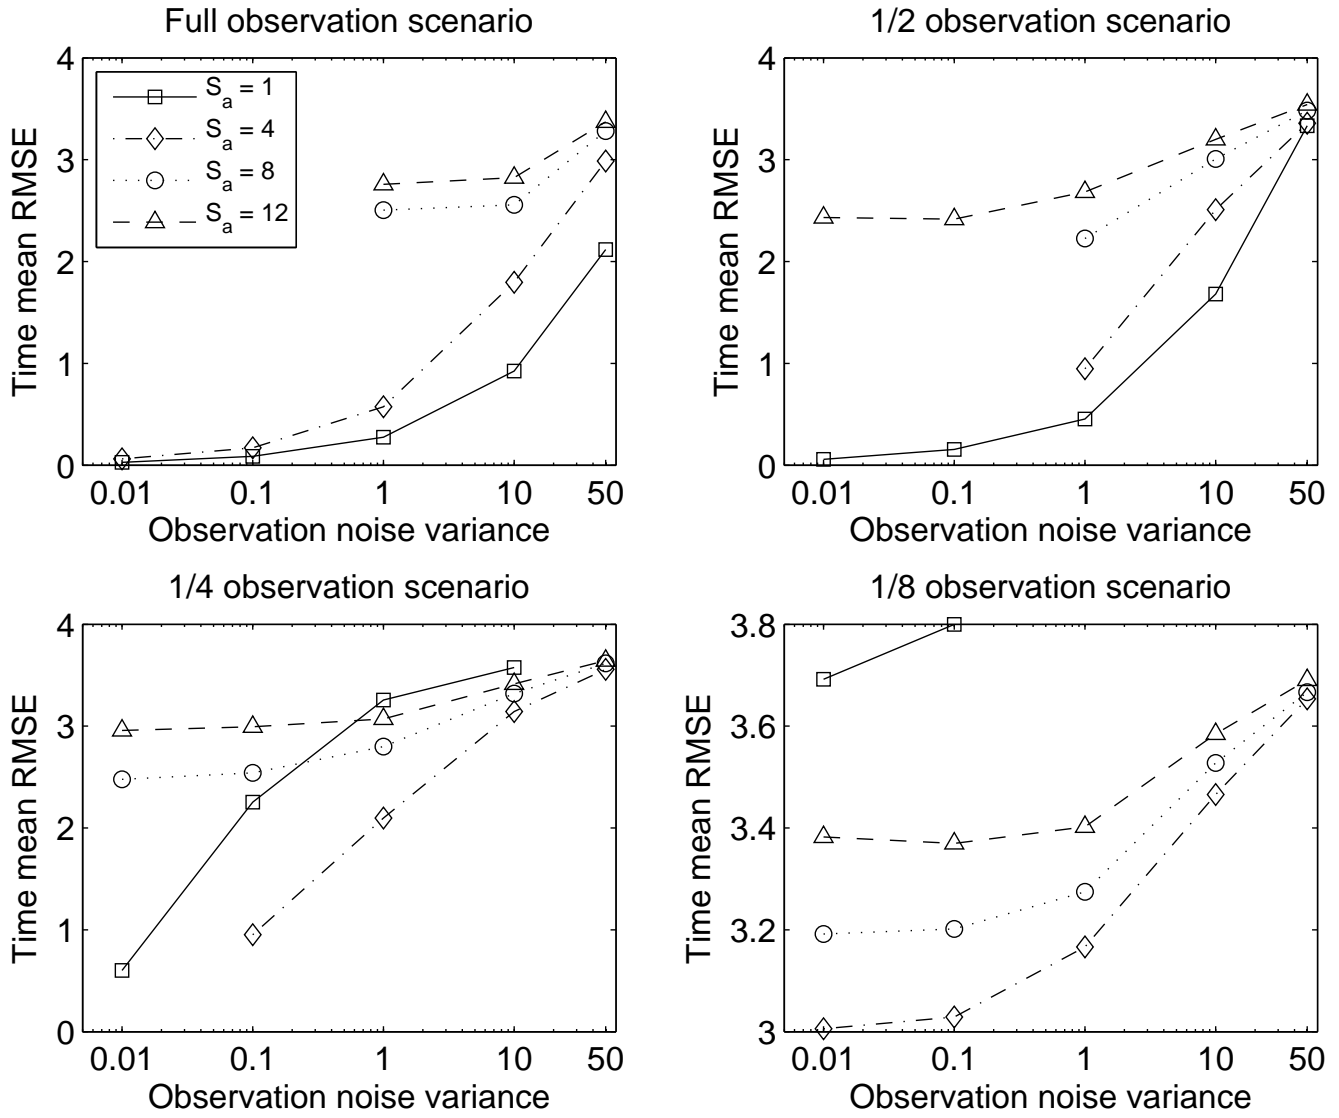 Full observation scenario
4
3
2
1
0
Time mean RMSE
S_a = 1
S_a = 4
S_a = 8
S_a = 12
0.01 0.1 1 10 50
Observation noise variance
1/2 observation scenario
4
3
2
1
0
Time mean RMSE
0.01 0.1 1 10 50
Observation noise variance
1/4 observation scenario
4
3
2
1
0
Time mean RMSE
0.01 0.1 1 10 50
Observation noise variance
1/8 observation scenario
3.8
3.6
3.4
3.2
3
Time mean RMSE
0.01 0.1 1 10 50
Observation noise variance